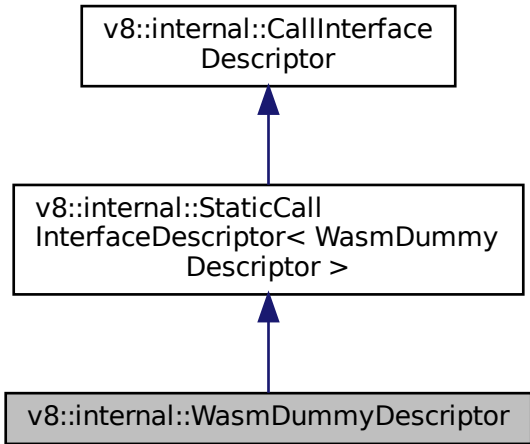 v8::internal::CallInterface
Descriptor
v8::internal::StaticCall
InterfaceDescriptor< WasmDummy
Descriptor >
v8::internal::WasmDummyDescriptor